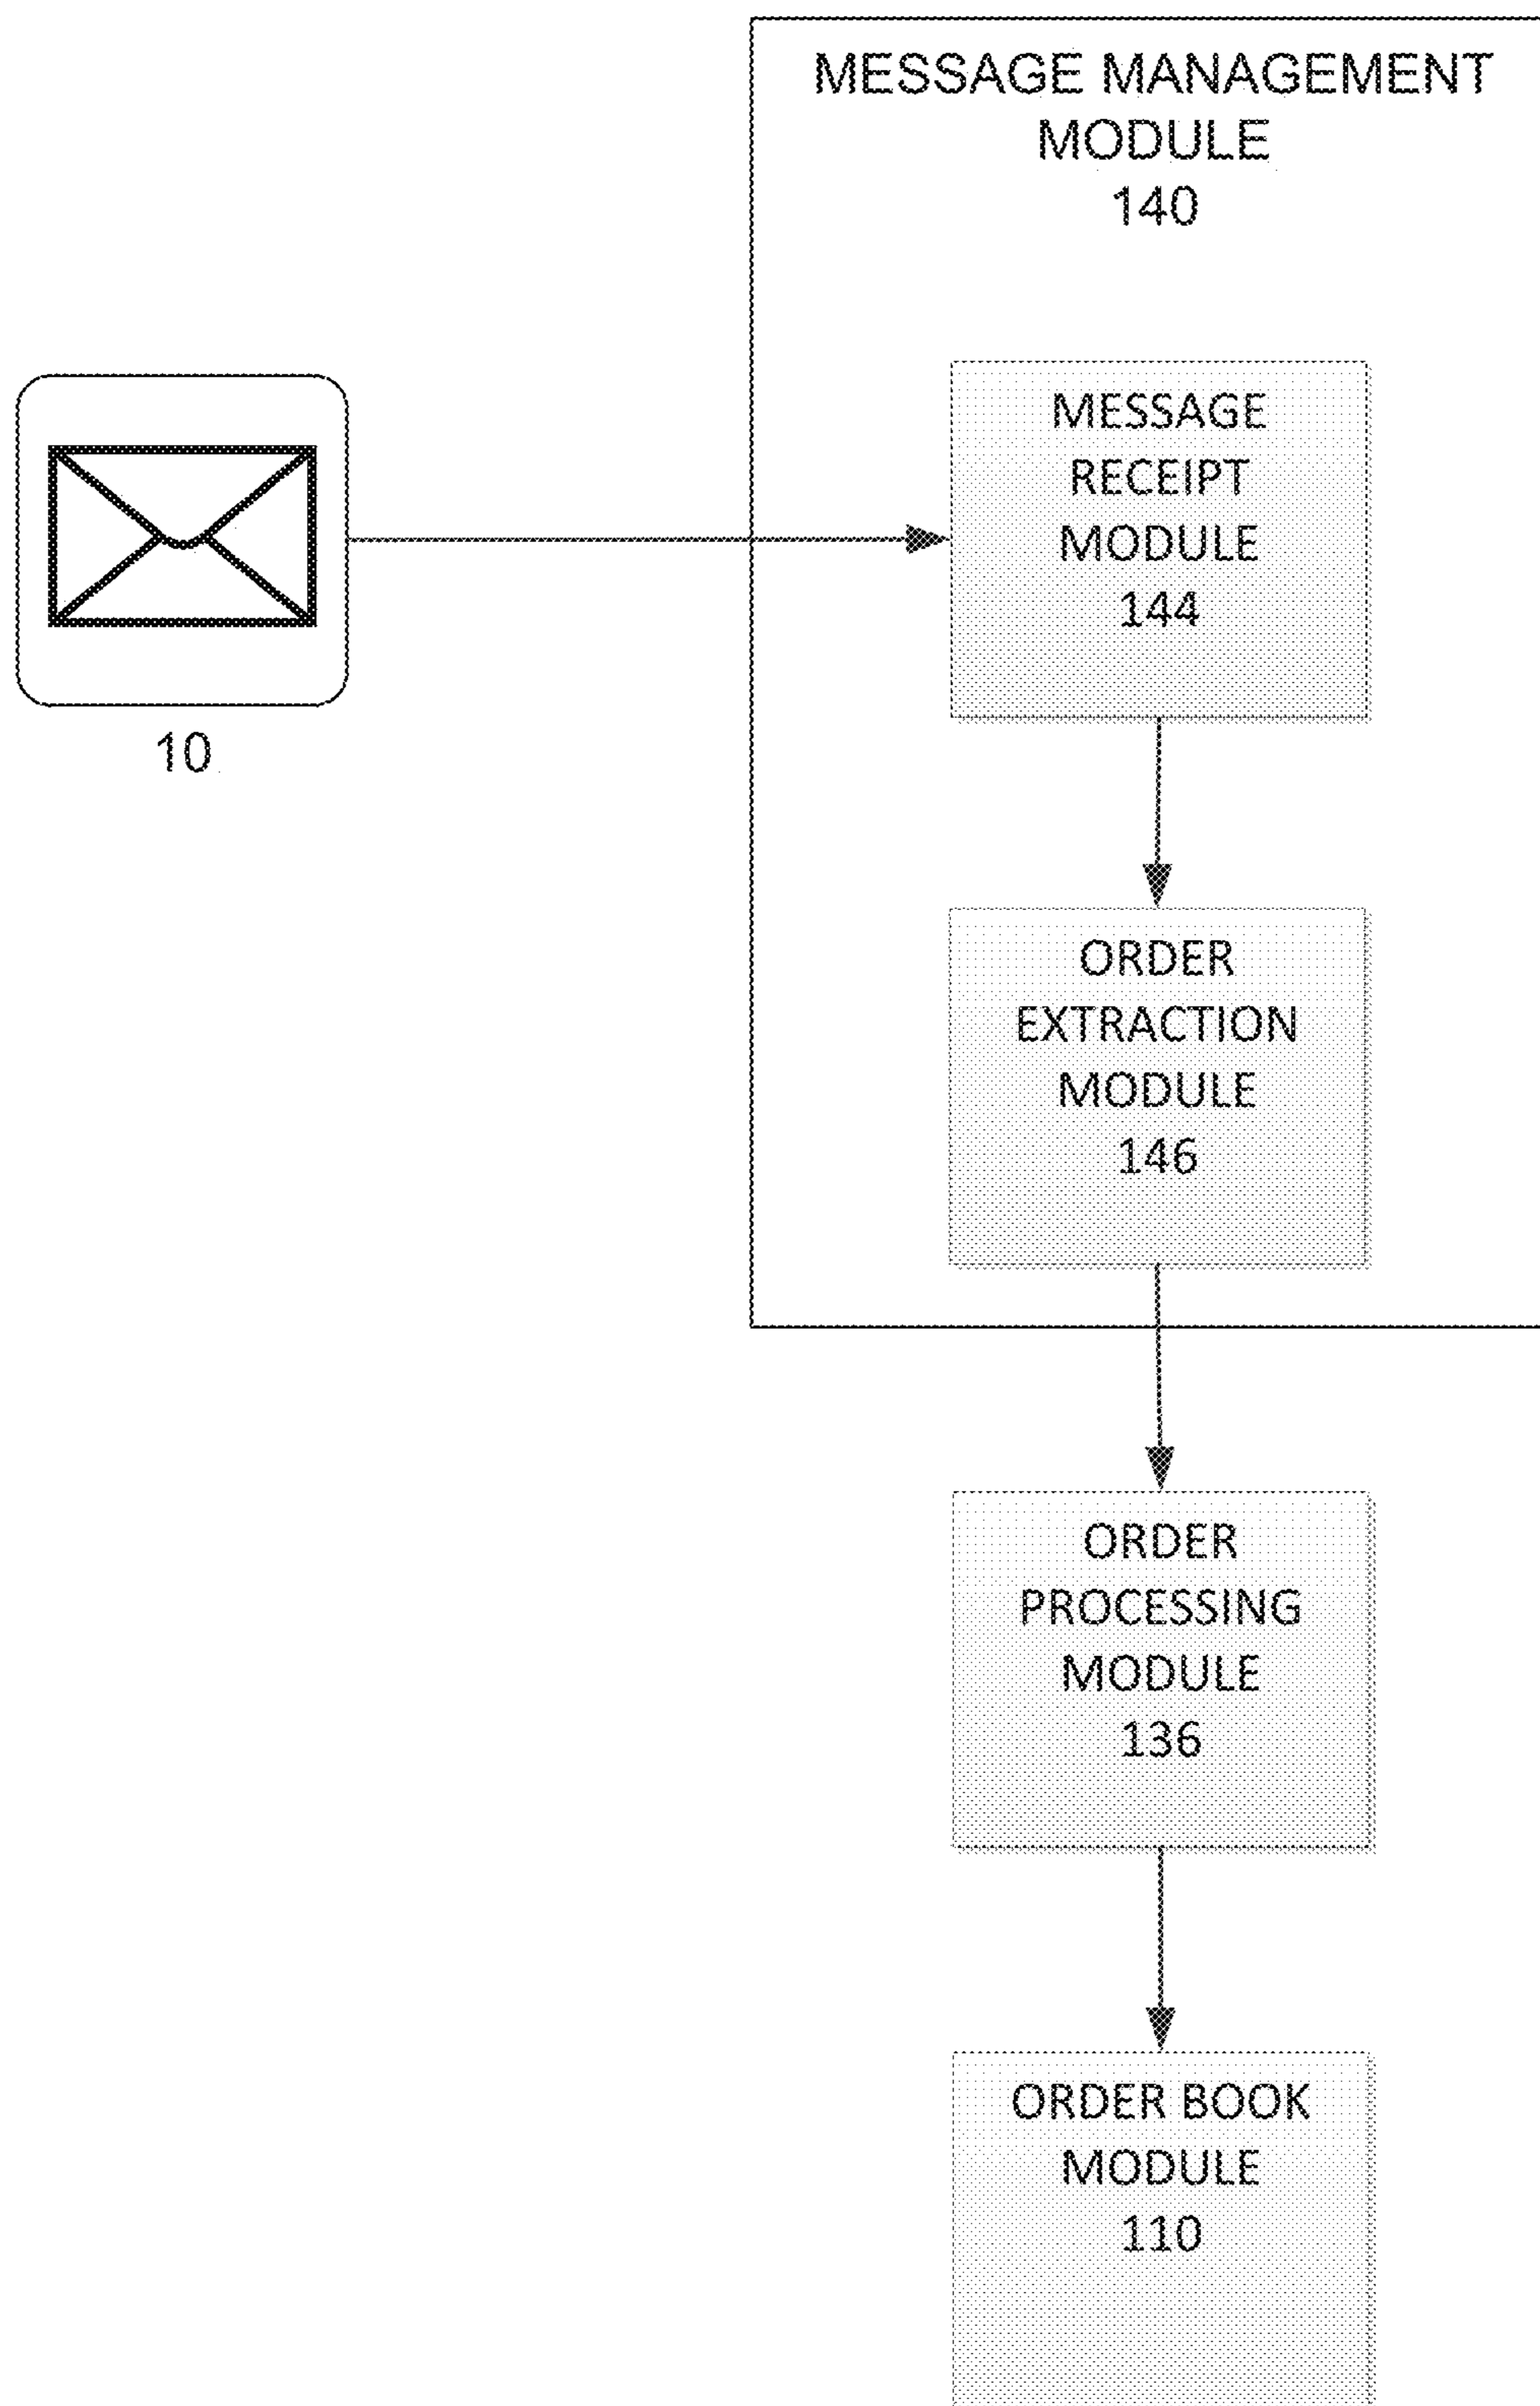 MESSAGE MANAGEMENT
MODULE
140
MESSAGE
RECEIPT
MODULE
144
10
ORDER
EXTRACTION
MODULE
146
ORDER
PROCESSING
MODULE
136
ORDER BOOK
MODULE
110